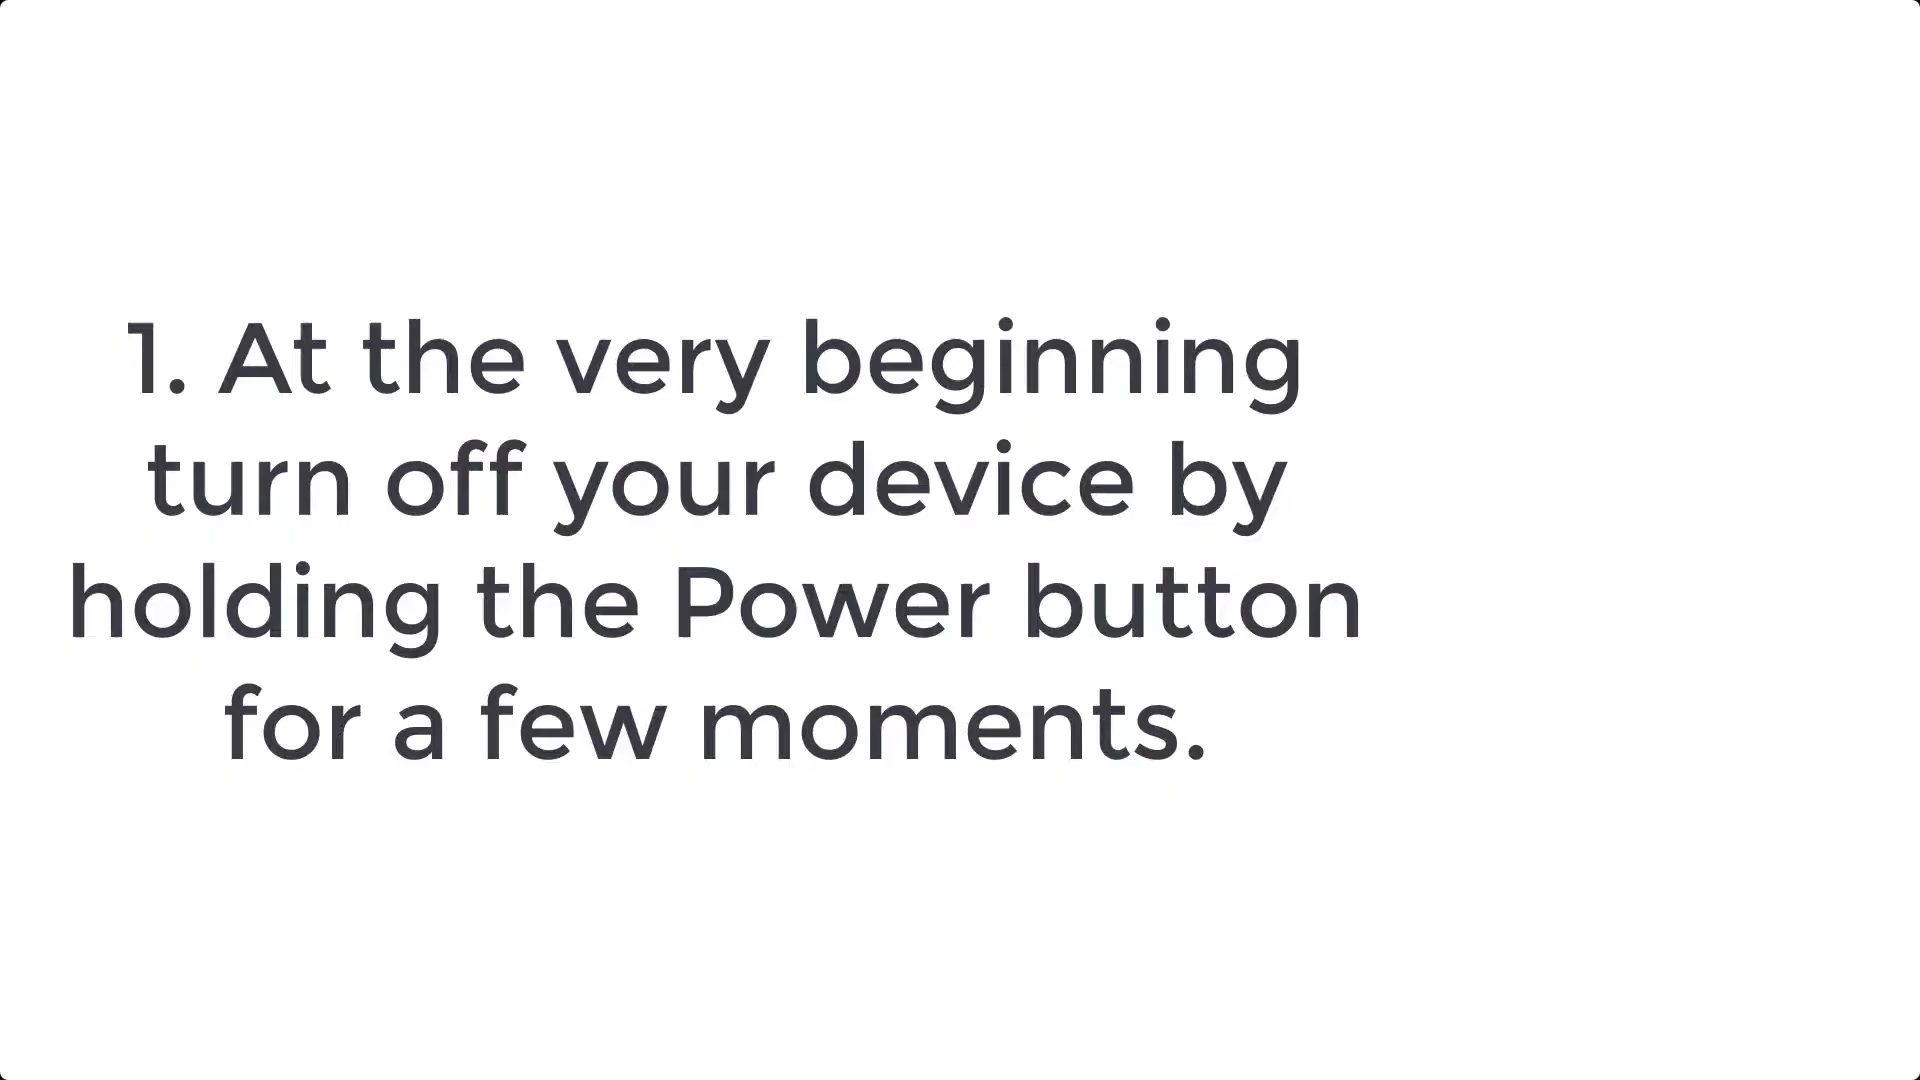 1. At the very beginning
turn off your device by
holding the Power button
for a few moments.